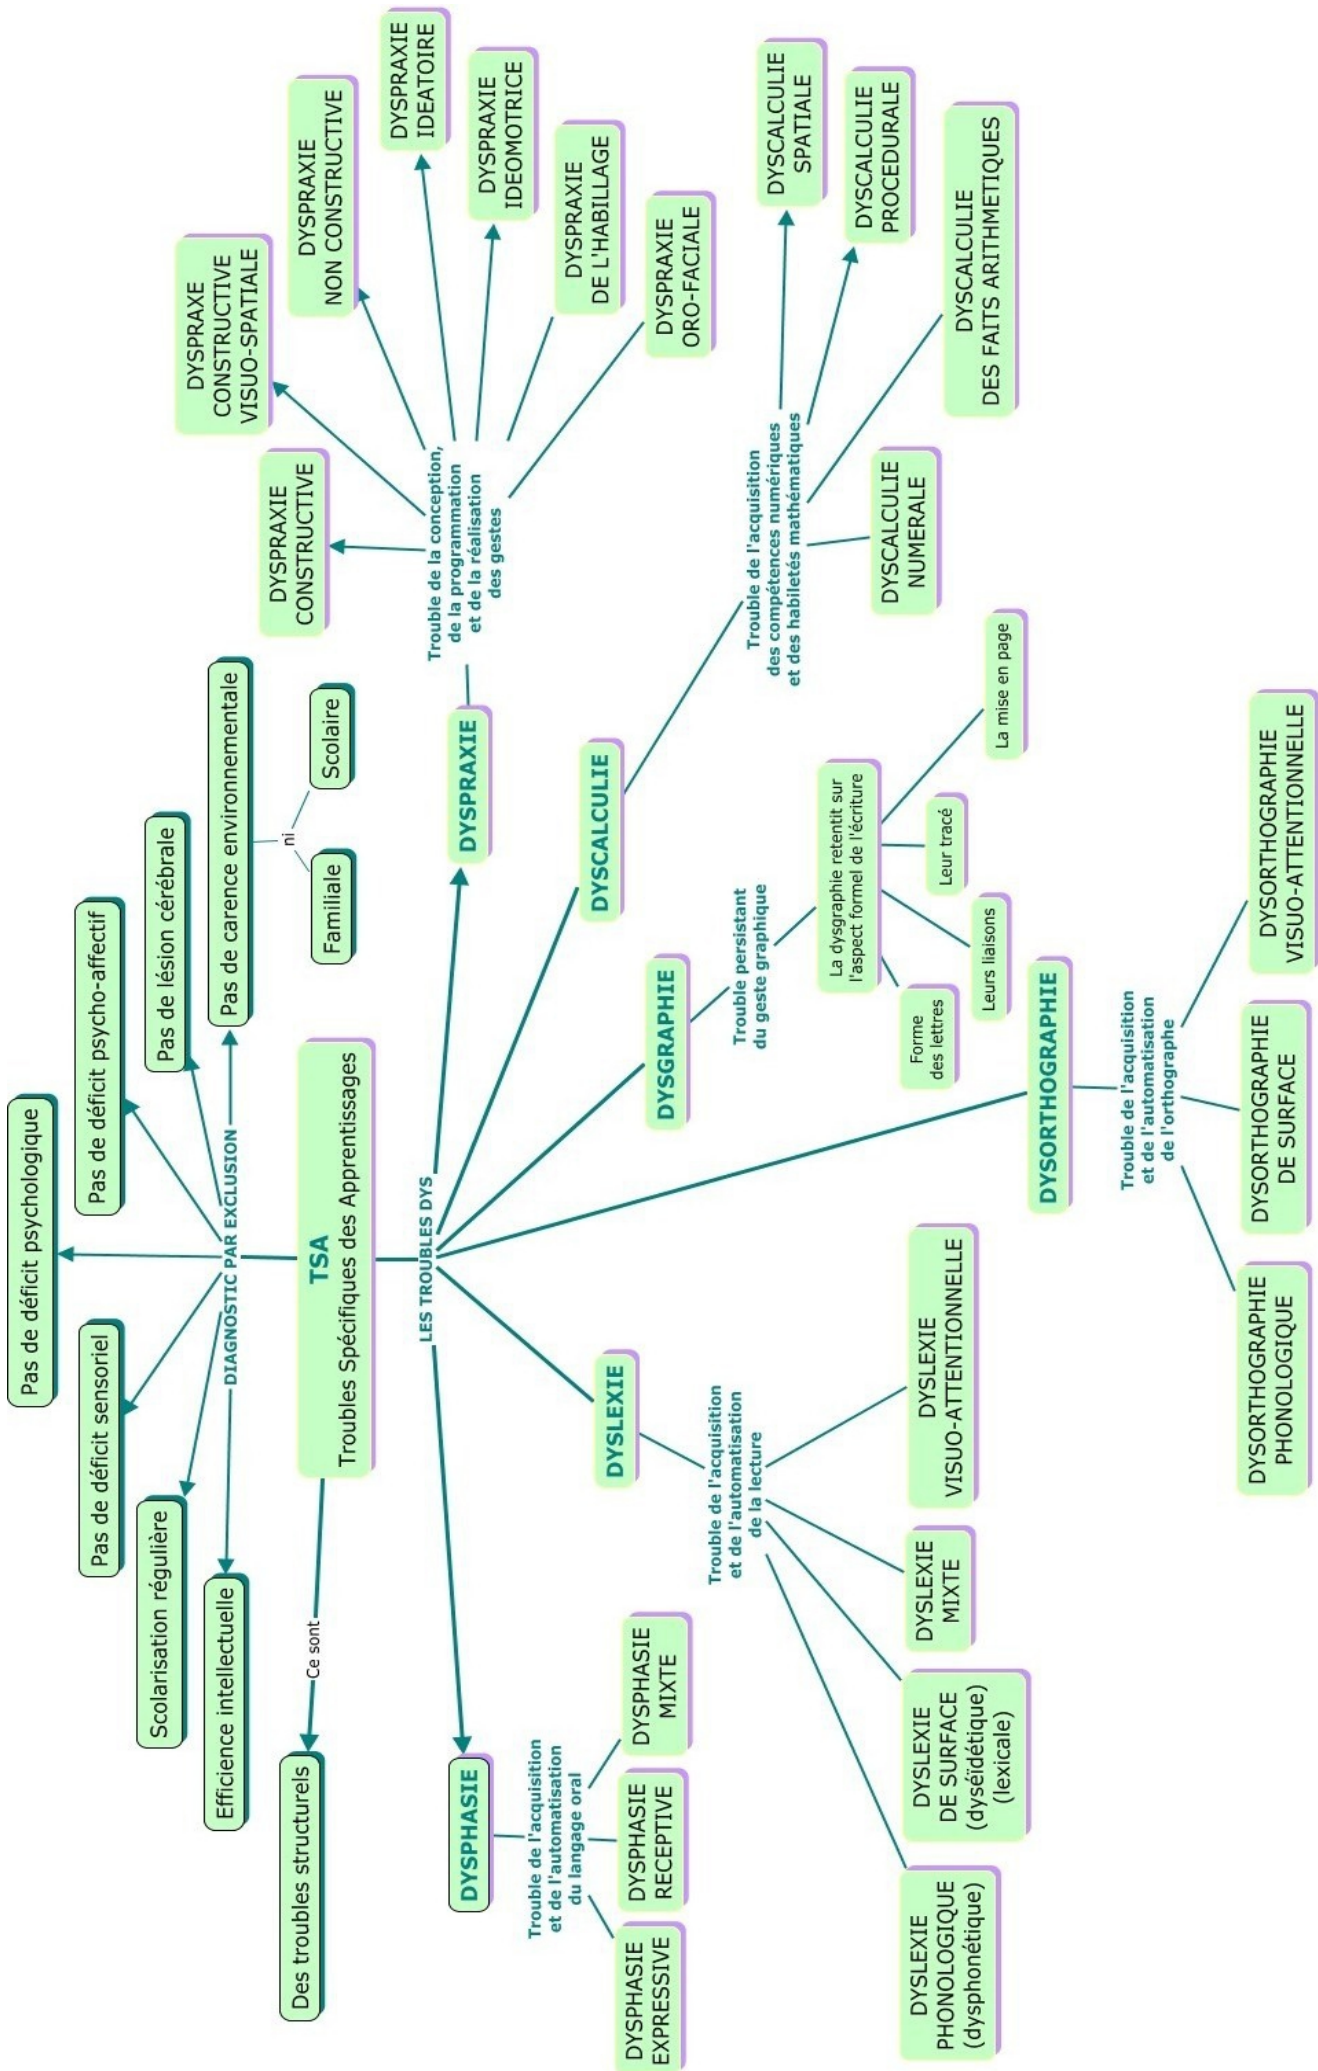 Pas de déficit psychologique
Pas de déficit sensoriel
Pas de déficit psycho-affectif
Scolarisation régulière
Pas de lésion cérébrale
Efficience intellectuelle
DIAGNOSTIC PAR EXCLUSION
Pas de carence environnementale
ni
Familiale
Scolaire
TSA
Troubles Spécifiques des Apprentissages
Ce sont
Des troubles structurels
LES TROUBLES DYS
DYSPHASIE
Trouble de l'acquisition
et de l'automatisation
du langage oral
DYSPHASIE
EXPRESSIVE
DYSPHASIE
RECEPTIVE
DYSPHASIE
MIXTE
DYSLEXIE
Trouble de l'acquisition
et de l'automatisation
de la lecture
DYSLEXIE
PHONOLOGIQUE
(dysphonétique)
DYSLEXIE
DE SURFACE
(dyséïdétique)
(lexicale)
DYSLEXIE
MIXTE
DYSLEXIE
VISUO-ATTENTIONNELLE
DYSORTHOGRAPHIE
Trouble de l'acquisition
et de l'automatisation
de l'orthographe
DYSORTHOGRAPHIE
PHONOLOGIQUE
DYSORTHOGRAPHIE
DE SURFACE
DYSORTHOGRAPHIE
VISUO-ATTENTIONNELLE
DYSGRAPHIE
Trouble persistant
du geste graphique
La dysgraphie retentit sur
l'aspect formel de l'écriture
Forme
des lettres
Leurs liaisons
Leur tracé
La mise en page
DYSCALCULIE
Trouble de l'acquisition
des compétences numériques
et des habiletés mathématiques
DYSCALCULIE
NUMERALE
DYSCALCULIE
DES FAITS ARITHMETIQUES
DYSCALCULIE
PROCEDURALE
DYSCALCULIE
SPATIALE
DYSPRAXIE
Trouble de la conception,
de la programmation
et de la réalisation
des gestes
DYSPRAXIE
CONSTRUCTIVE
DYSPRAXE
CONSTRUCTIVE
VISUO-SPATIALE
DYSPRAXIE
NON CONSTRUCTIVE
DYSPRAXIE
IDEATOIRE
DYSPRAXIE
IDEOMOTRICE
DYSPRAXIE
DE L'HABILLAGE
DYSPRAXIE
ORO-FACIALE